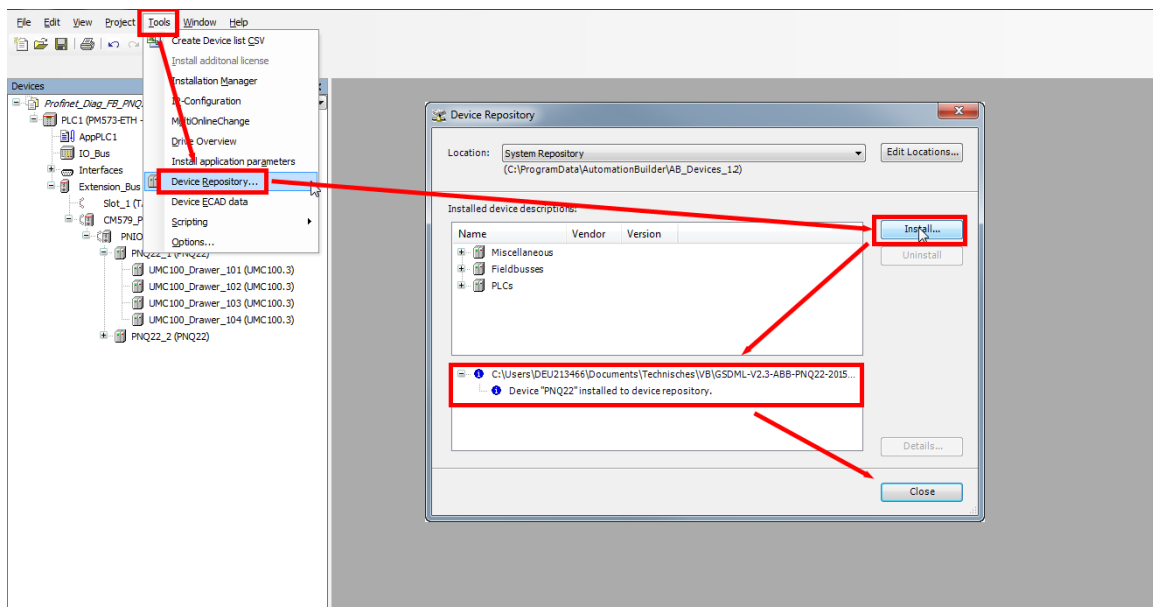 File Edit View Project Tools Window Help
Create Device list CSV
Install additonal license
Installation Manager
IP-Configuration
MultiOnlineChange
Drive Overview
Install application parameters
Device Repository...
Device ECAD data
Scripting
Options...
Devices
Profinet_Diag_FB_PNQ
PLC1 (PM573-ETH -
AppPLC1
IO_Bus
Interfaces
Extension_Bus
Slot_1 (T
CM579_P
PNIO
PNQ22_1 (PNQ22)
UMC100_Drawer_101 (UMC100.3)
UMC100_Drawer_102 (UMC100.3)
UMC100_Drawer_103 (UMC100.3)
UMC100_Drawer_104 (UMC100.3)
PNQ22_2 (PNQ22)
Device Repository
Location: System Repository Edit Locations...
(C:\ProgramData\AutomationBuilder\AB_Devices_1.2)
Installed device descriptions:
Name Vendor Version
Install...
Miscellaneous
Uninstall
Fieldbusses
PLCs
C:\Users\DEU213466\Documents\Technisches\VB\GSDML-V2.3-ABB-PNQ22-2015...
Device "PNQ22" installed to device repository.
Details...
Close